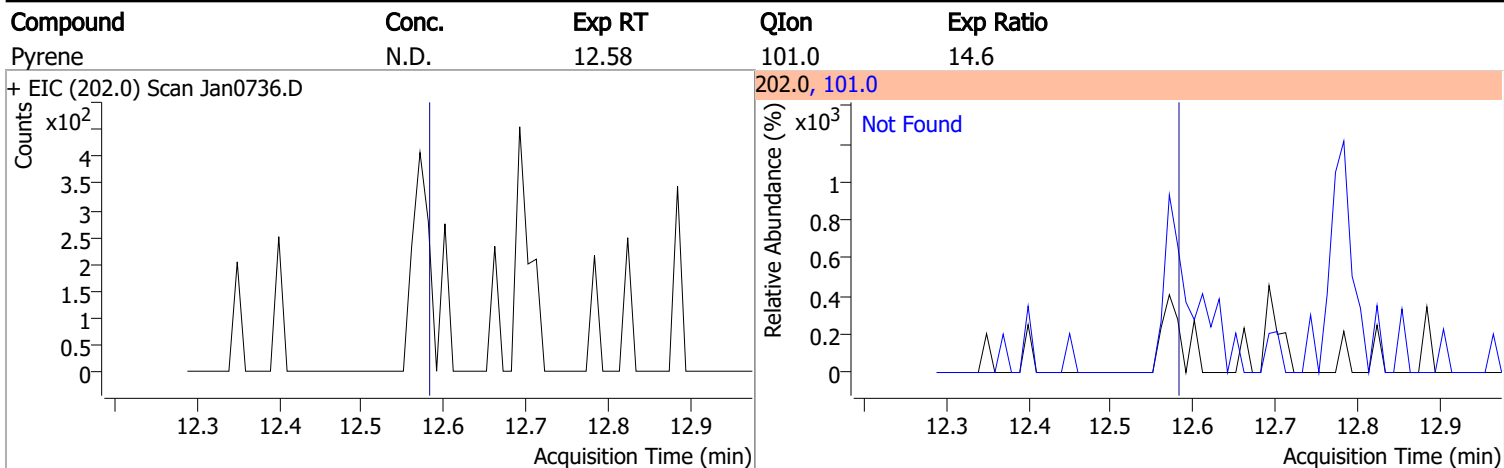 Compound Conc. Exp RT QIon Exp Ratio
Pyrene N.D. 12.58 101.0 14.6
+ EIC (202.0) Scan Jan0736.D
Counts
x10²
4
3.5
3
2.5
2
1.5
1
0.5
0
12.3 12.4 12.5 12.6 12.7 12.8 12.9
Acquisition Time (min)
202.0, 101.0
Relative Abundance (%)
x10³
Not Found
1
0.8
0.6
0.4
0.2
0
12.3 12.4 12.5 12.6 12.7 12.8 12.9
Acquisition Time (min)